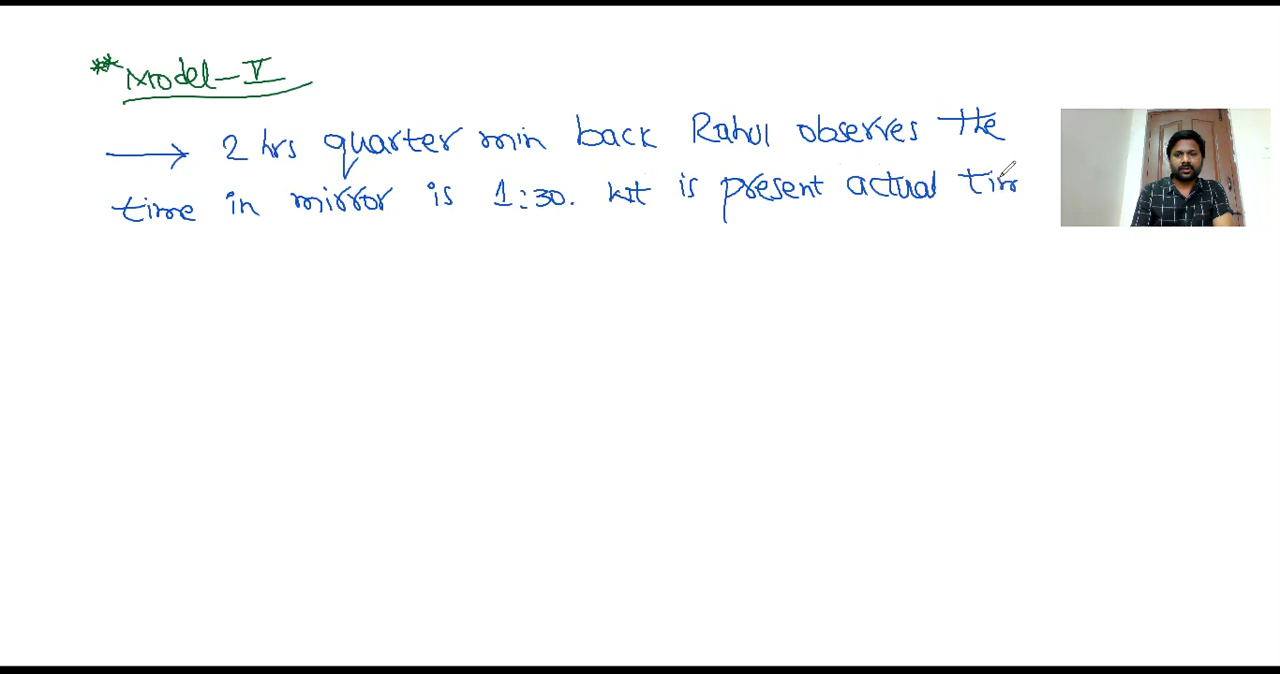 ** Model-V
→ 2 hrs quarter min back Rahul observes the
time in mirror is 1:30. is present actual tim